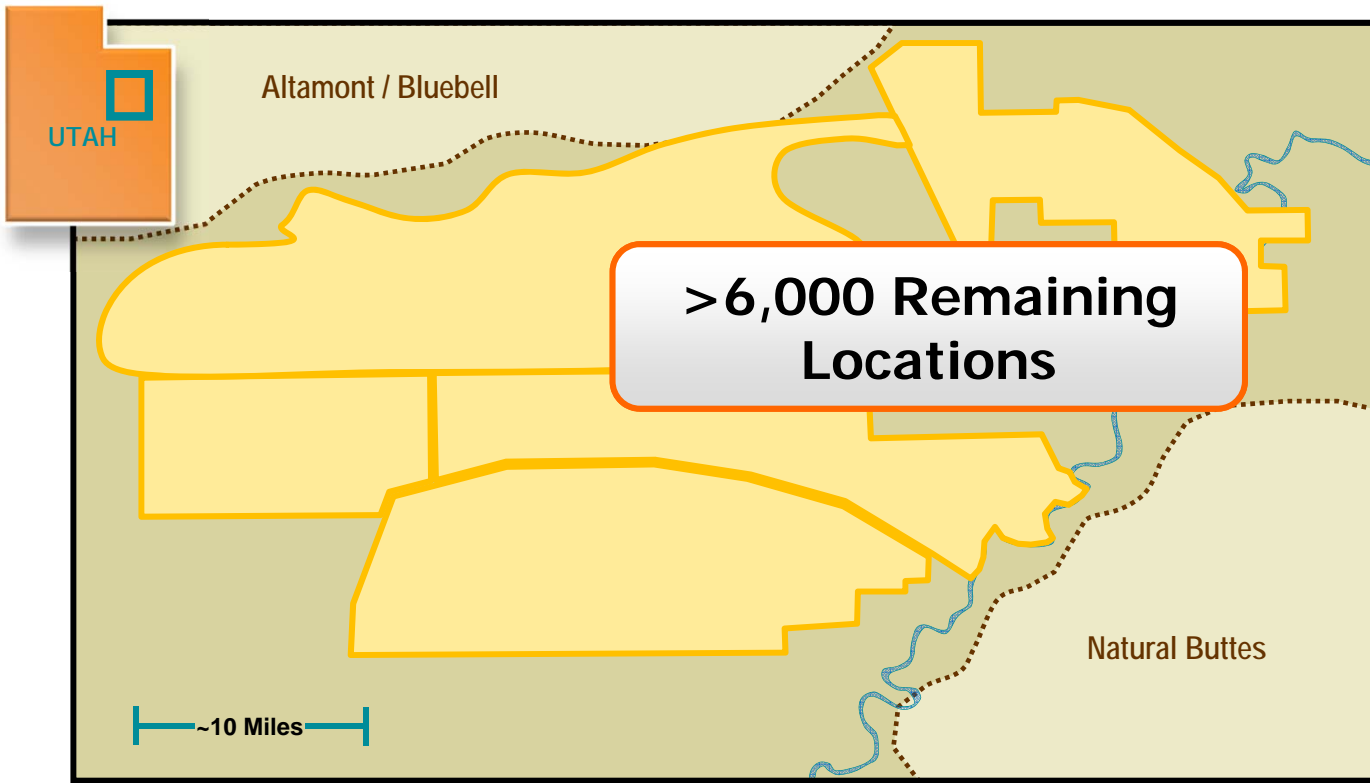 UTAH
Altamont / Bluebell
>6,000 Remaining
Locations
Natural Buttes
~10 Miles